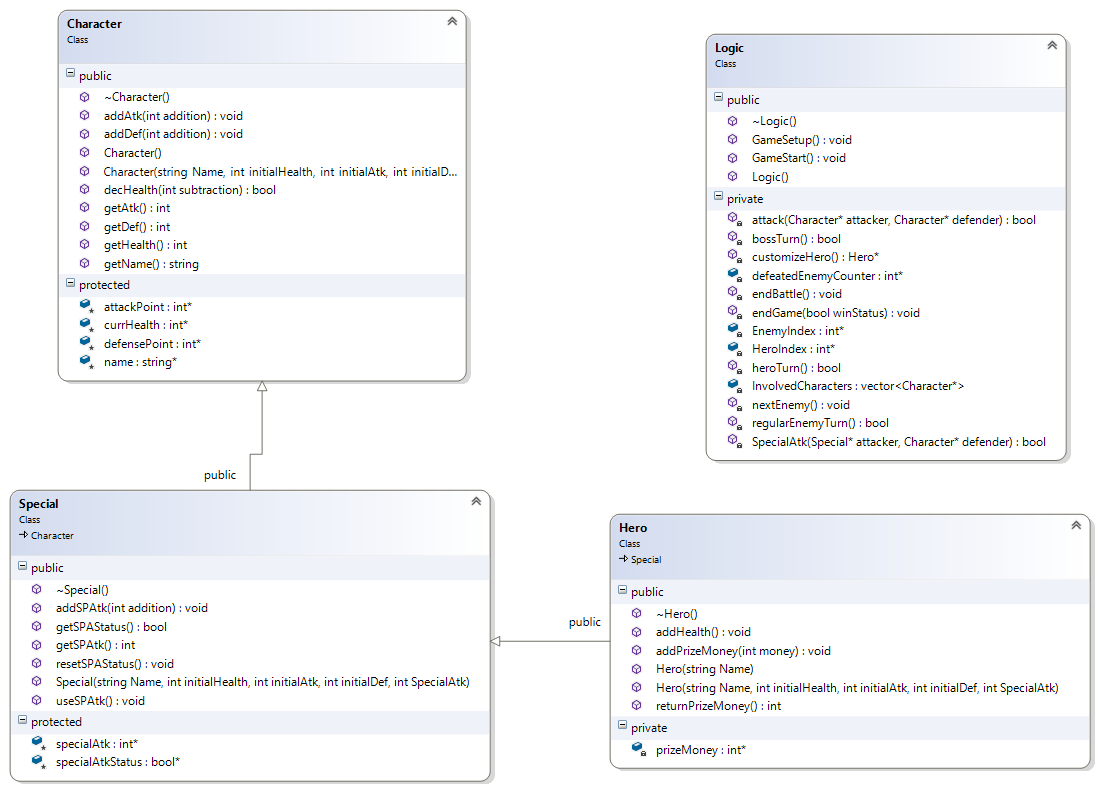 Character
Class
public
~Character()
addAtk(int addition) : void
addDef(int addition) : void
Character()
Character(string Name, int initialHealth, int initialAtk, int initialD...
decHealth(int subtraction) : bool
getAtk() : int
getDef() : int
getHealth() : int
getName() : string
protected
attackPoint : int*
currHealth : int*
defensePoint : int*
name : string*
Logic
Class
public
~Logic()
GameSetup() : void
GameStart() : void
Logic()
private
attack(Character* attacker, Character* defender) : bool
bossTurn() : bool
customizeHero() : Hero*
defeatedEnemyCounter : int*
endBattle() : void
endGame(bool winStatus) : void
EnemyIndex : int*
HeroIndex : int*
heroTurn() : bool
InvolvedCharacters : vector<Character*>
nextEnemy() : void
regularEnemyTurn() : bool
SpecialAtk(Special* attacker, Character* defender) : bool
public
Special
Class
Character
public
~Special()
addSPAtk(int addition) : void
getSPAStatus() : bool
getSPAtk() : int
resetSPAStatus() : void
Special(string Name, int initialHealth, int initialAtk, int initialDef, int SpecialAtk)
useSPAtk() : void
protected
specialAtk : int*
specialAtkStatus : bool*
public
Hero
Class
Special
public
~Hero()
addHealth() : void
addPrizeMoney(int money) : void
Hero(string Name)
Hero(string Name, int initialHealth, int initialAtk, int initialDef, int SpecialAtk)
returnPrizeMoney() : int
private
prizeMoney : int*